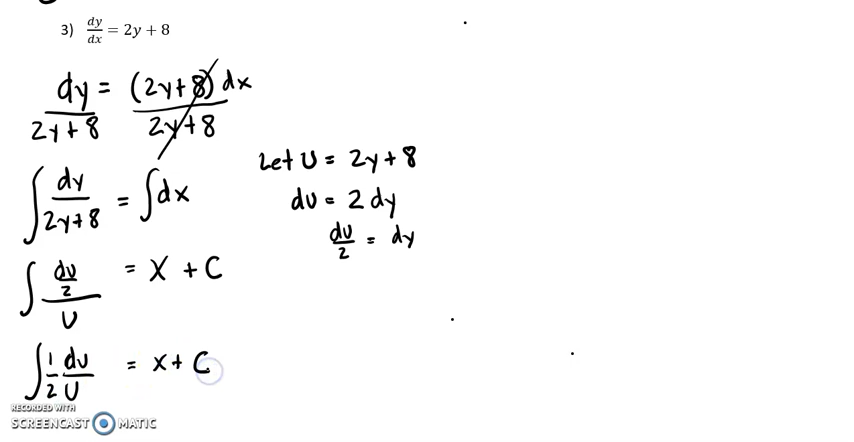 3) dy/dx = 2y + 8
dy/(2y + 8) = (2y + 8) dx/(2y + 8)
∫ dy/(2y + 8) = ∫ dx
Let U = 2y + 8
du = 2 dy
du/2 = dy
∫ (du/2)/U = X + C
∫ 1/2 du/U = x + C
RECORDED WITH
SCREENCAST MATIC